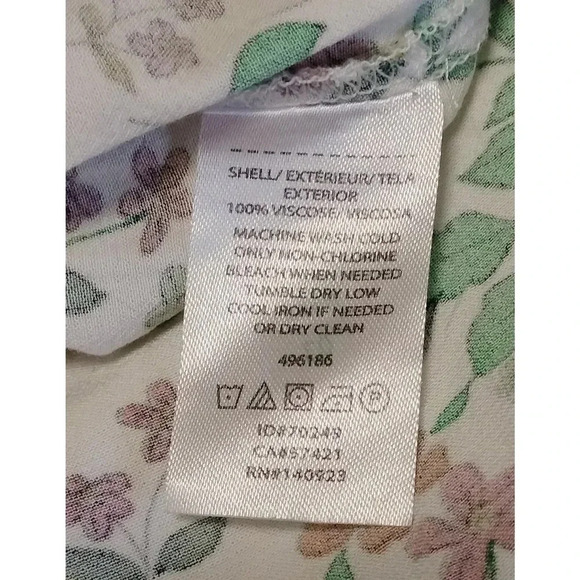 SHELL/ EXTÉRIEUR/ TELA
EXTERIOR
100% VISCOSE/ VISCOSA
MACHINE WASH COLD
ONLY NON-CHLORINE
BLEACH WHEN NEEDED
TUMBLE DRY LOW
COOL IRON IF NEEDED
OR DRY CLEAN
496186
P
ID#70249
CA#57421
RN#140923